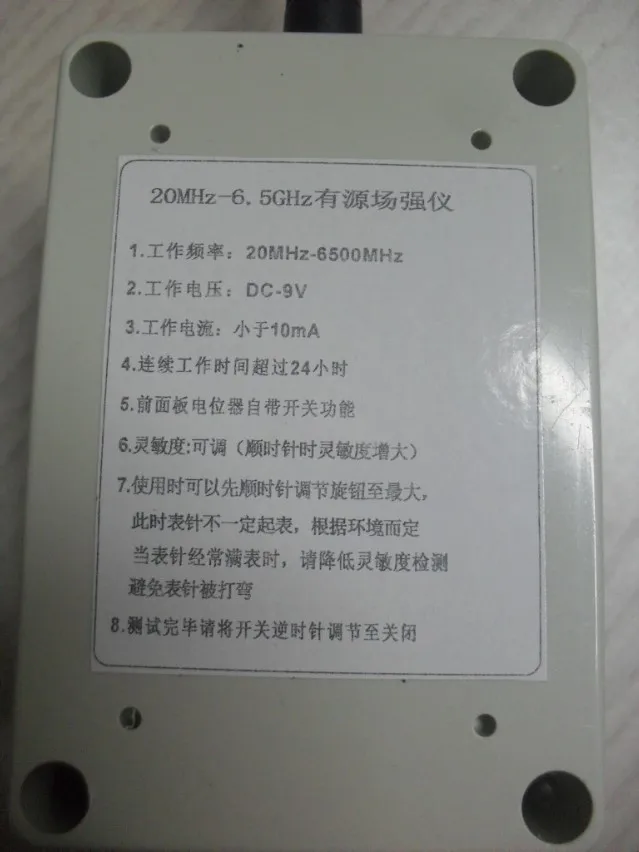 20MHz-6.5GHz有源场强仪
1.工作频率：20MHz-6500MHz
2.工作电压：DC-9V
3.工作电流：小于10mA
4.连续工作时间超过24小时
5.前面板电位器自带开关功能
6.灵敏度:可调（顺时针时灵敏度增大）
7.使用时可以先顺时针调节旋钮至最大，
此时表针不一定起表，根据环境而定
当表针经常满表时，请降低灵敏度检测
避免表针被打弯
8.测试完毕请将开关逆时针调节至关闭